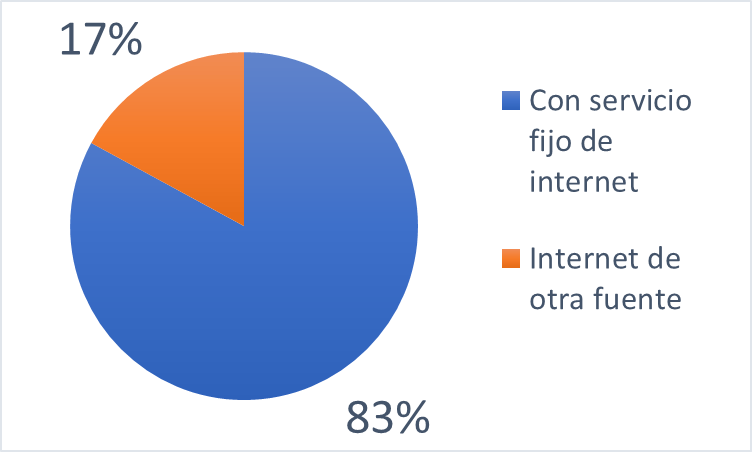 17%
Con servicio
fijo de
internet
Internet de
otra fuente
83%